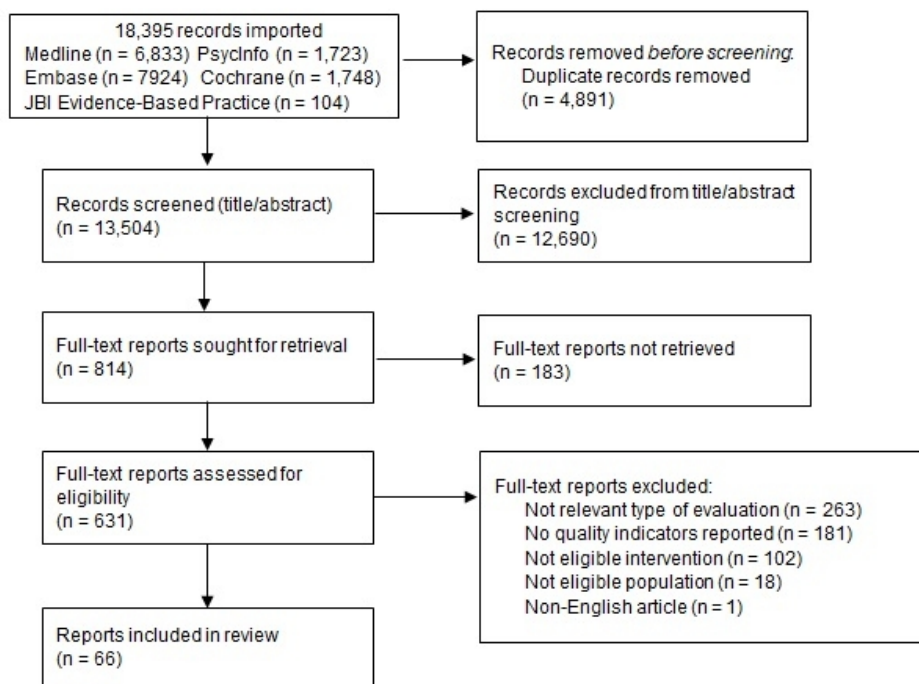 18,395 records imported
Medline (n = 6,833) PsycInfo (n = 1,723)
Embase (n = 7924) Cochrane (n = 1,748)
JBI Evidence-Based Practice (n = 104)
Records removed before screening:
Duplicate records removed
(n = 4,891)
Records screened (title/abstract)
(n = 13,504)
Records excluded from title/abstract
screening
(n = 12,690)
Full-text reports sought for retrieval
(n = 814)
Full-text reports not retrieved
(n = 183)
Full-text reports assessed for
eligibility
(n = 631)
Full-text reports excluded:
Not relevant type of evaluation (n = 263)
No quality indicators reported (n = 181)
Not eligible intervention (n = 102)
Not eligible population (n = 18)
Non-English article (n = 1)
Reports included in review
(n = 66)